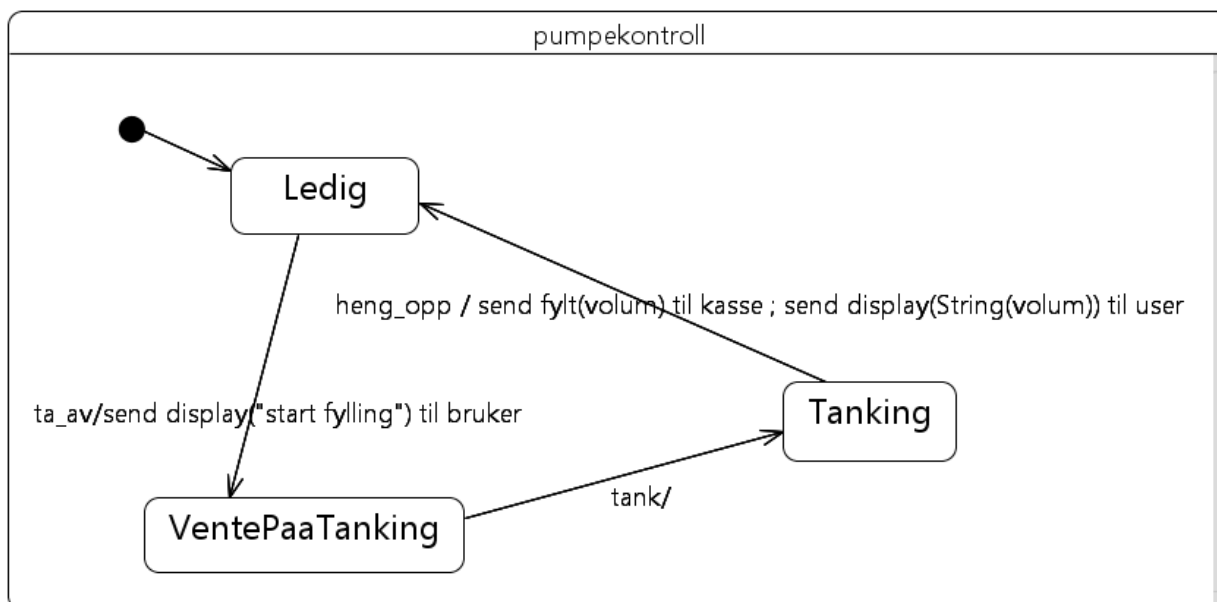 pumpekontroll
Ledig
heng_opp / send fylt(volum) til kasse ; send display(String(volum)) til user
ta_av/send display("start fylling") til bruker
Tanking
tank/
VentePaaTanking